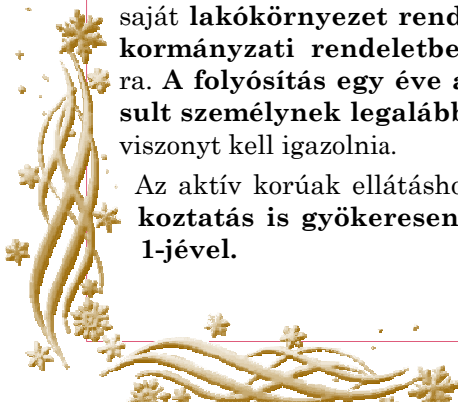 saját lakókörnyezet rend
kormányzati rendeletbe
ra. A folyósítás egy éve a
sult személynek legalább
viszonyt kell igazolnia.
Az aktív korúak ellátásho
koztatás is gyökeresen
1-jével.